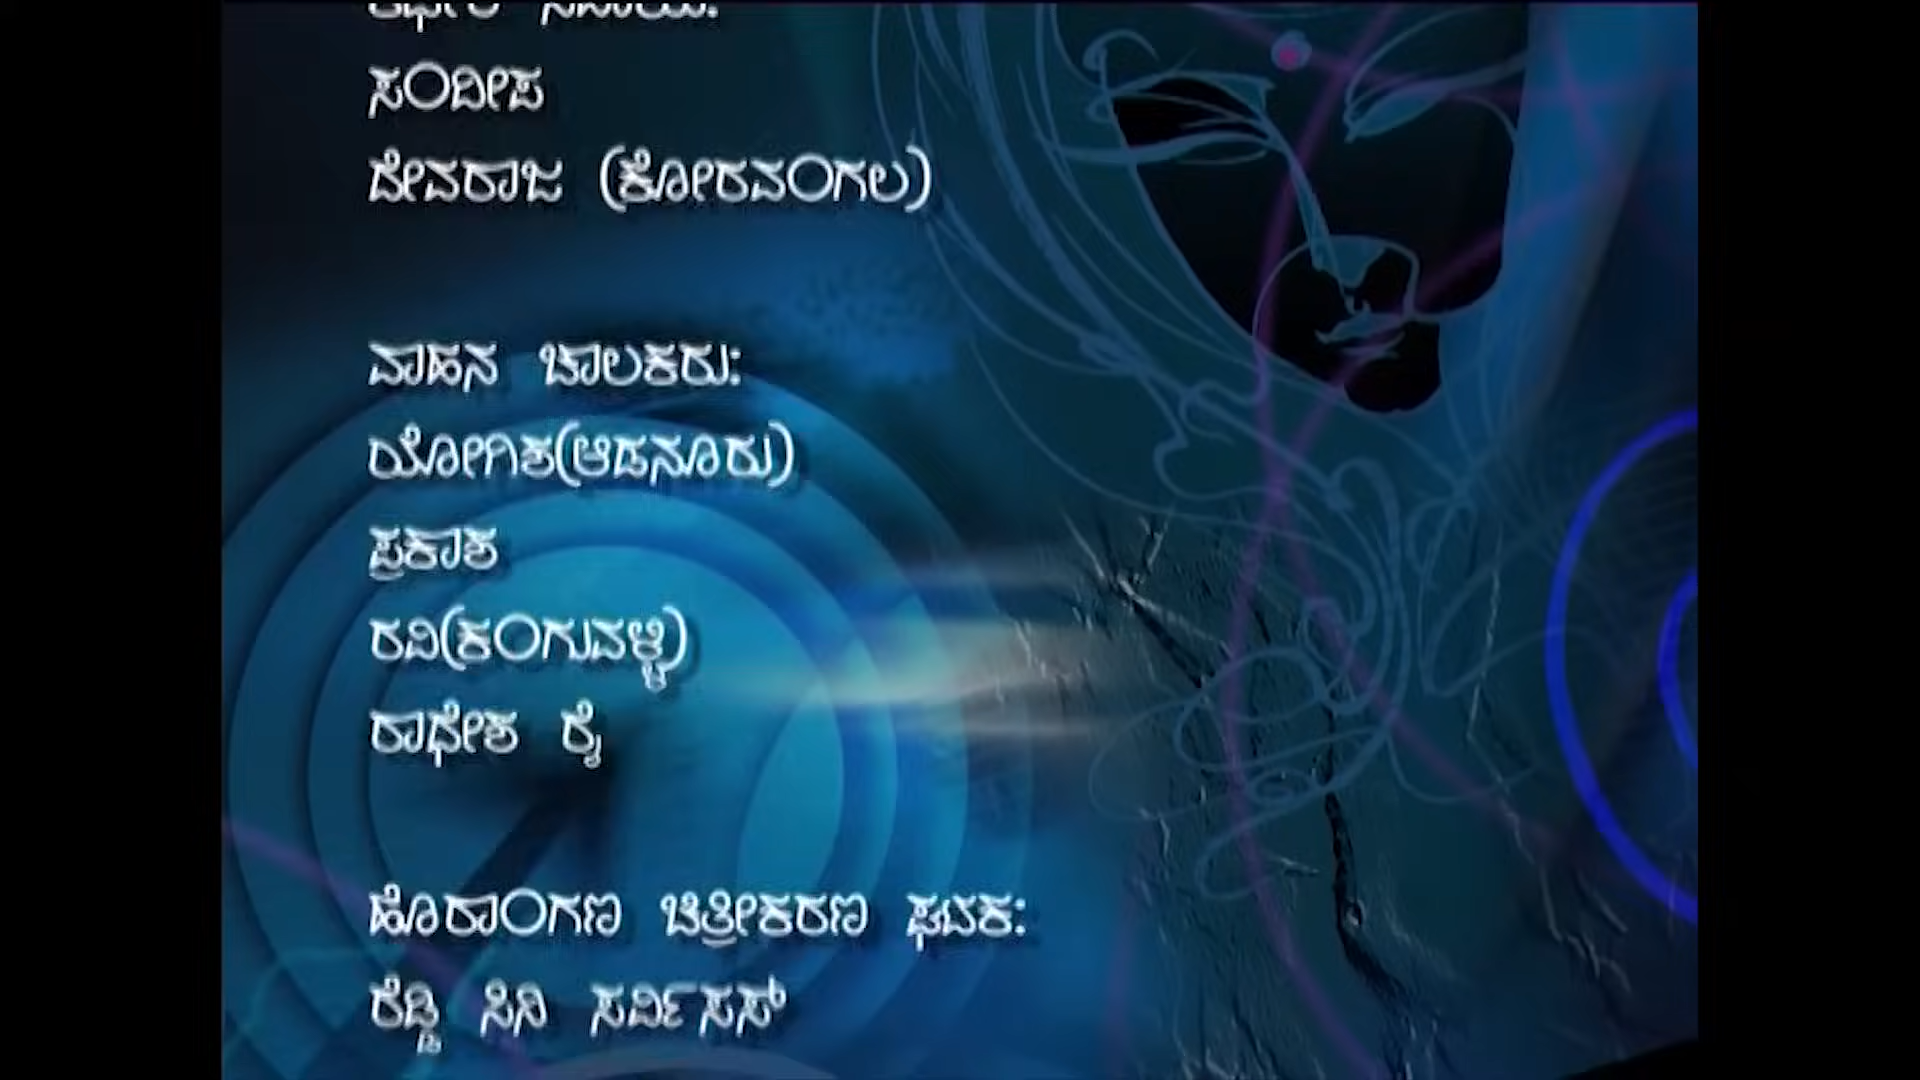 ಸಂದೀಪ
ದೇವರಾಜ (ಕೋರವಂಗಲ)
ವಾಹನ ಚಾಲಕರು:
ಯೋಗಿಶ(ಆಡನೂರು)
ಪ್ರಕಾಶ
ರವಿ(ಕಂಗುವಳ್ಳಿ)
ರಾಧೇಶ ರೈ
ಹೊರಾಂಗಣ ಚಿತ್ರೀಕರಣ ಘಟಕ:
ರೆಡ್ಡಿ ಸಿನಿ ಸರ್ವಿಸಸ್